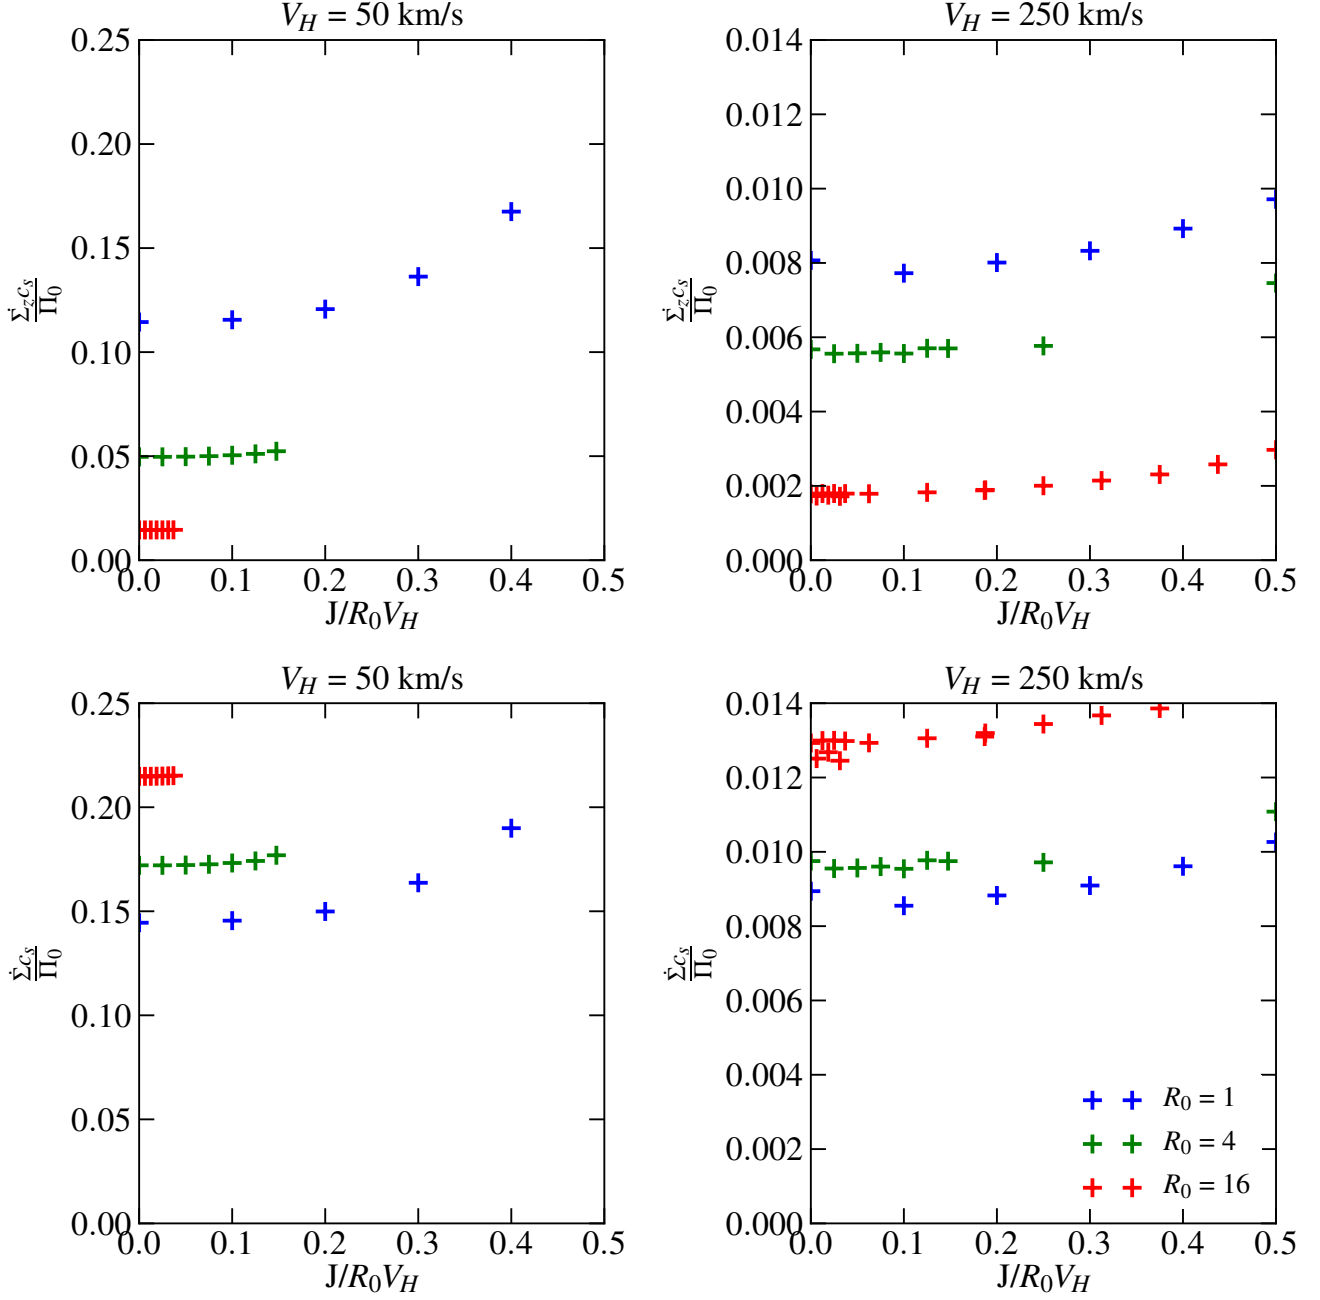 V_H = 50 km/s
0.25
0.20
0.15
0.10
0.05
0.00
Σ̇_z c_s / Π_0
0.0 0.1 0.2 0.3 0.4 0.5
J/R_0V_H
V_H = 250 km/s
0.014
0.012
0.010
0.008
0.006
0.004
0.002
0.000
Σ̇_z c_s / Π_0
0.0 0.1 0.2 0.3 0.4 0.5
J/R_0V_H
V_H = 50 km/s
0.25
0.20
0.15
0.10
0.05
0.00
Σ̇ c_s / Π_0
0.0 0.1 0.2 0.3 0.4 0.5
J/R_0V_H
V_H = 250 km/s
0.014
0.012
0.010
0.008
0.006
0.004
0.002
0.000
Σ̇ c_s / Π_0
0.0 0.1 0.2 0.3 0.4 0.5
J/R_0V_H
R_0 = 1
R_0 = 4
R_0 = 16